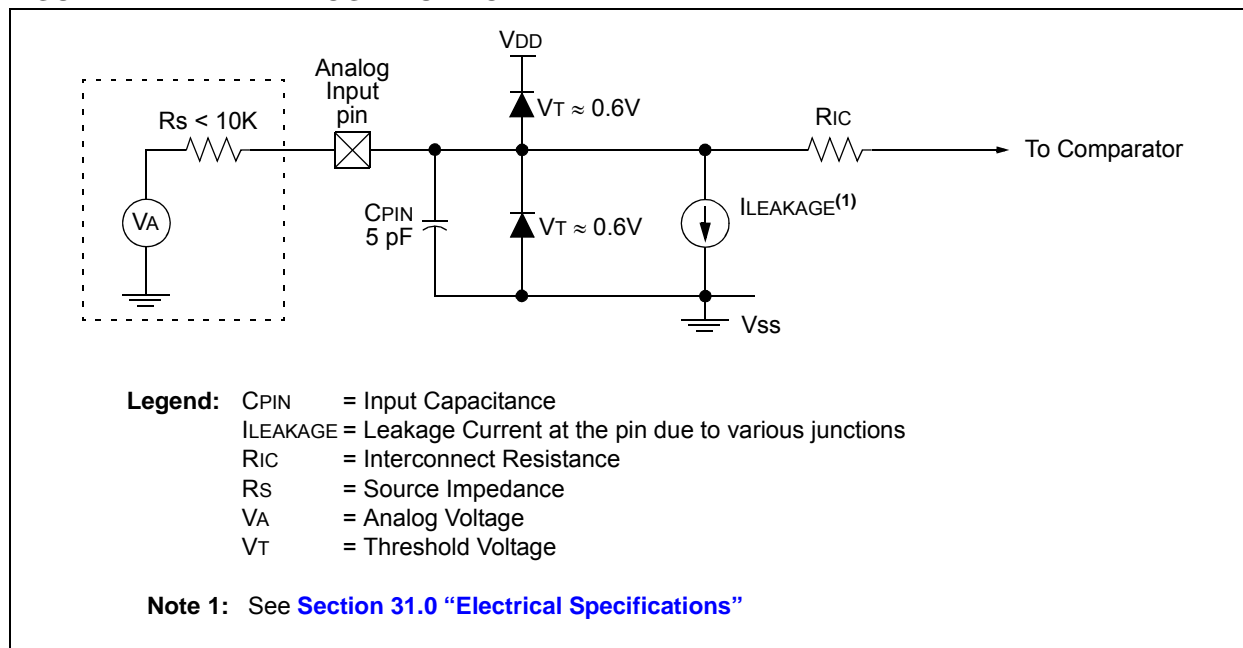 VDD
Analog
Input
pin
Rs < 10K
VT ≈ 0.6V
RIC
To Comparator
VA
CPIN
5 pF
VT ≈ 0.6V
ILEAKAGE(1)
Vss
Legend: CPIN = Input Capacitance
ILEAKAGE = Leakage Current at the pin due to various junctions
RIC = Interconnect Resistance
RS = Source Impedance
VA = Analog Voltage
VT = Threshold Voltage
Note 1: See Section 31.0 “Electrical Specifications”